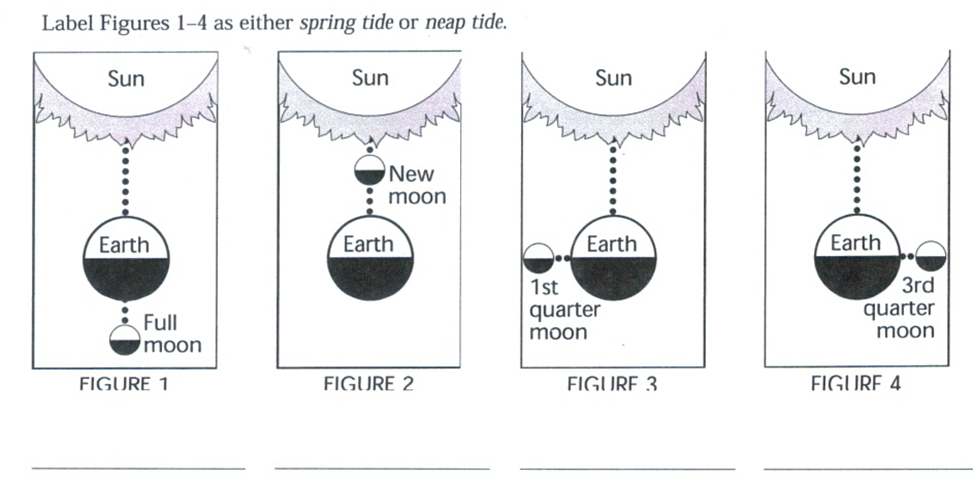 Label Figures 1–4 as either spring tide or neap tide.
Sun
Earth
Full
moon
FIGURE 1
Sun
New
moon
Earth
FIGURE 2
Sun
Earth
1st
quarter
moon
FIGURE 3
Sun
Earth
3rd
quarter
moon
FIGURE 4